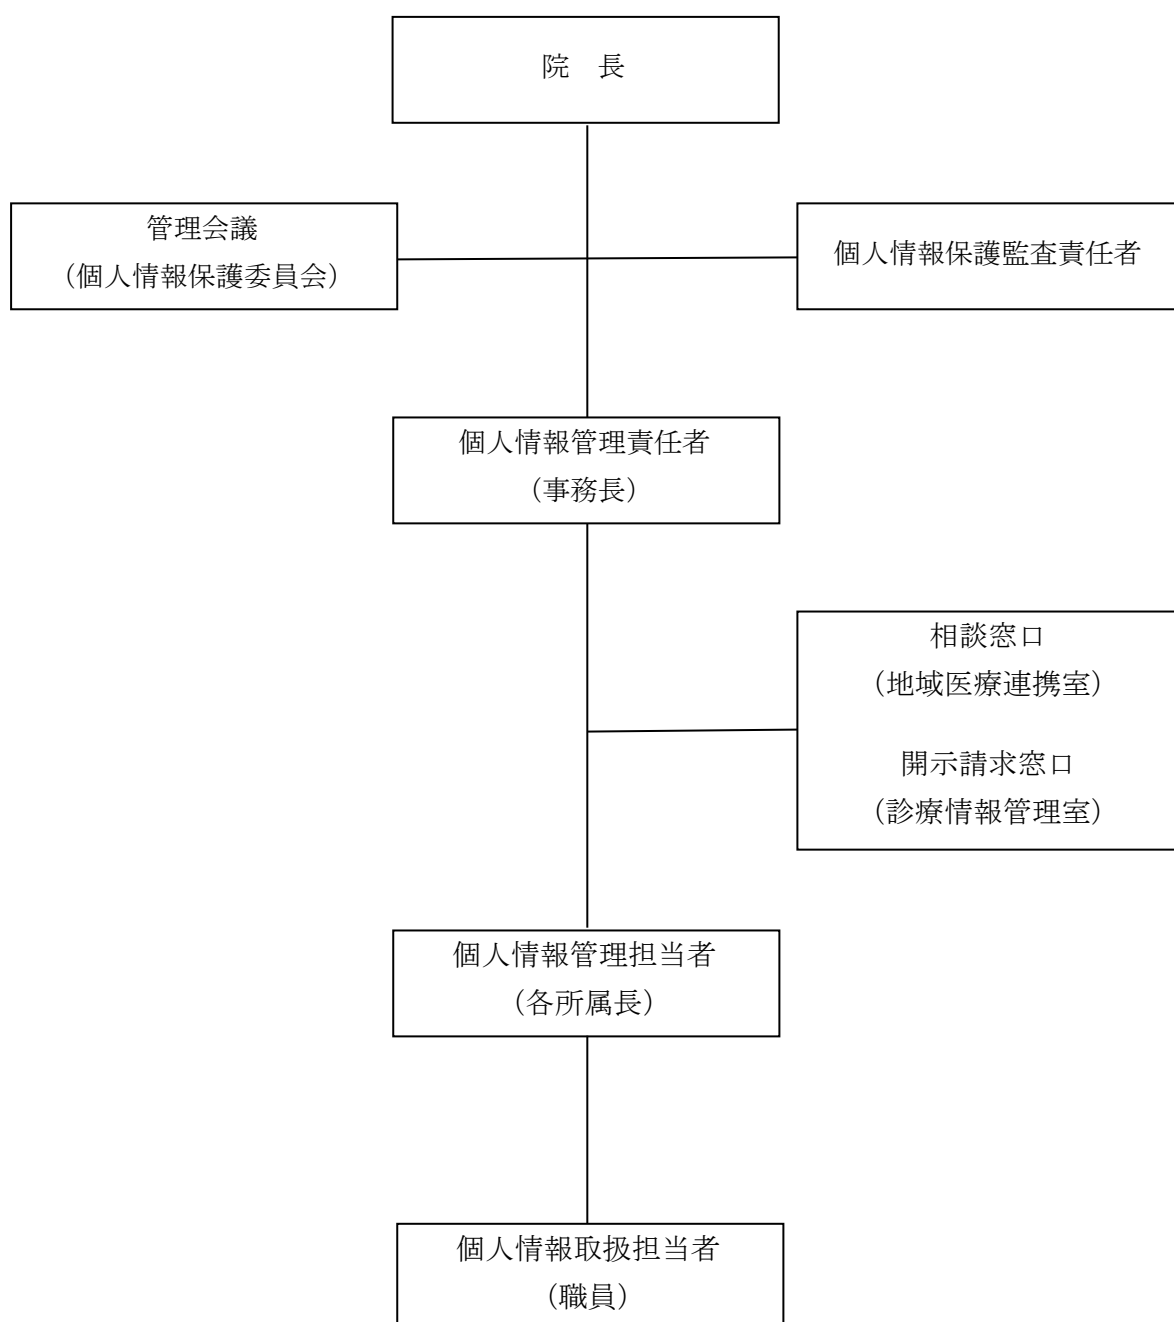 院　長
管理会議
（個人情報保護委員会）
個人情報保護監査責任者
個人情報管理責任者
（事務長）
相談窓口
（地域医療連携室）
開示請求窓口
（診療情報管理室）
個人情報管理担当者
（各所属長）
個人情報取扱担当者
（職員）